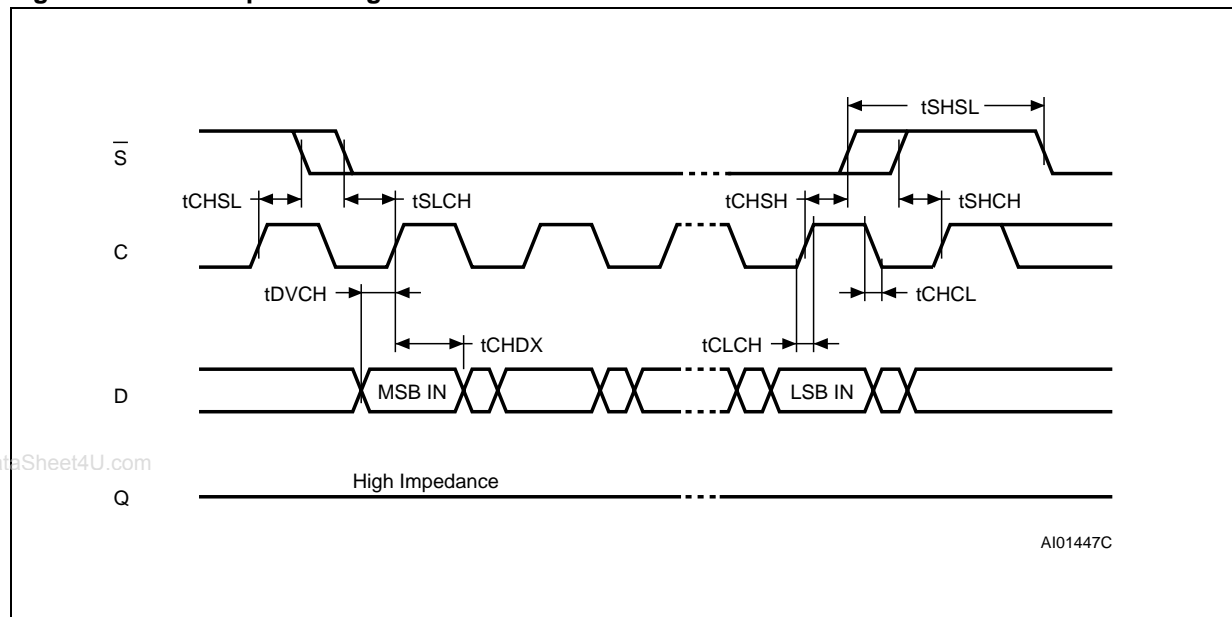 tSHSL
S
tCHSL
tSLCH
tCHSH
tSHCH
C
tDVCH
tCHCL
tCHDX
tCLCH
D
MSB IN
LSB IN
taSheet4U.com
High Impedance
Q
AI01447C